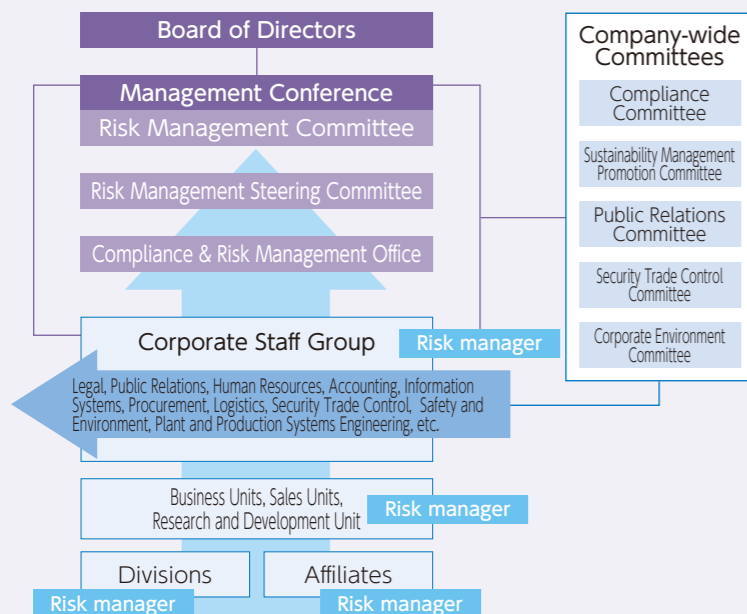 Board of Directors
Management Conference
Risk Management Committee
Risk Management Steering Committee
Compliance & Risk Management Office
Corporate Staff Group
Risk manager
Legal, Public Relations, Human Resources, Accounting, Information
Systems, Procurement, Logistics, Security Trade Control, Safety and
Environment, Plant and Production Systems Engineering, etc.
Business Units, Sales Units,
Research and Development Unit
Risk manager
Divisions
Risk manager
Affiliates
Risk manager
Company-wide
Committees
Compliance
Committee
Sustainability Management
Promotion Committee
Public Relations
Committee
Security Trade Control
Committee
Corporate Environment
Committee